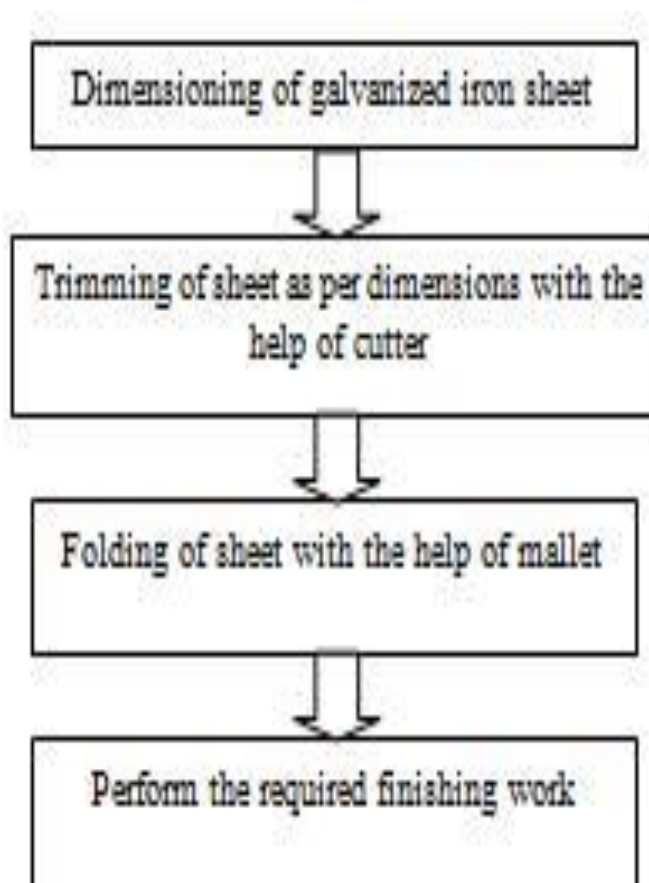 Dimensioning of galvanized iron sheet
Trimming of sheet as per dimensions with the
help of cutter
Folding of sheet with the help of mallet
Perform the required finishing work